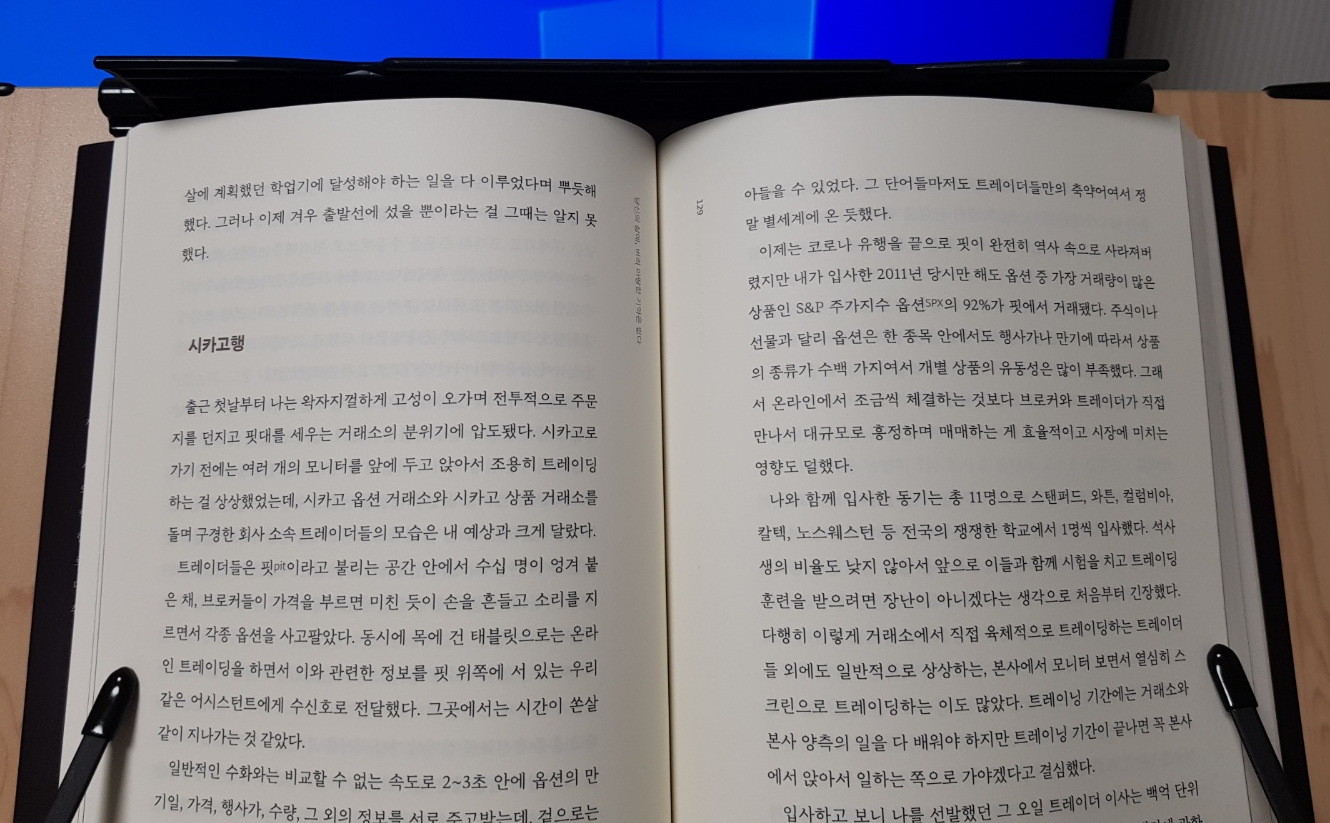 살에 계획했던 학업기에 달성해야 하는 일을 다 이루었다며 뿌듯해
했다. 그러나 이제 겨우 출발선에 섰을 뿐이라는 걸 그때는 알지 못
했다.
시카고행
출근 첫날부터 나는 왁자지껄하게 고성이 오가며 전투적으로 주문
지를 던지고 핏대를 세우는 거래소의 분위기에 압도됐다. 시카고로
가기 전에는 여러 개의 모니터를 앞에 두고 앉아서 조용히 트레이딩
하는 걸 상상했었는데, 시카고 옵션 거래소와 시카고 상품 거래소를
돌며 구경한 회사 소속 트레이더들의 모습은 내 예상과 크게 달랐다.
트레이더들은 핏pit이라고 불리는 공간 안에서 수십 명이 엉겨 붙
은 채, 브로커들이 가격을 부르면 미친 듯이 손을 흔들고 소리를 지
르면서 각종 옵션을 사고팔았다. 동시에 목에 건 태블릿으로는 온라
인 트레이딩을 하면서 이와 관련한 정보를 핏 위쪽에 서 있는 우리
같은 어시스턴트에게 수신호로 전달했다. 그곳에서는 시간이 쏜살
같이 지나가는 것 같았다.
일반적인 수화와는 비교할 수 없는 속도로 2~3초 안에 옵션의 만
기일, 가격, 행사가, 수량, 그 외의 정보를 서로 주고받는데, 겉으로는
129
아들을 수 있었다. 그 단어들마저도 트레이더들만의 축약어여서 정
말 별세계에 온 듯했다.
이제는 코로나 유행을 끝으로 핏이 완전히 역사 속으로 사라져버
렸지만 내가 입사한 2011년 당시만 해도 옵션 중 가장 거래량이 많은
상품인 S&P 주가지수 옵션SPX의 92%가 핏에서 거래됐다. 주식이나
선물과 달리 옵션은 한 종목 안에서도 행사가나 만기에 따라서 상품
의 종류가 수백 가지여서 개별 상품의 유동성은 많이 부족했다. 그래
서 온라인에서 조금씩 체결하는 것보다 브로커와 트레이더가 직접
만나서 대규모로 흥정하며 매매하는 게 효율적이고 시장에 미치는
영향도 덜했다.
나와 함께 입사한 동기는 총 11명으로 스탠퍼드, 와튼, 컬럼비아,
칼텍, 노스웨스턴 등 전국의 쟁쟁한 학교에서 1명씩 입사했다. 석사
생의 비율도 낮지 않아서 앞으로 이들과 함께 시험을 치고 트레이딩
훈련을 받으려면 장난이 아니겠다는 생각으로 처음부터 긴장했다.
다행히 이렇게 거래소에서 직접 육체적으로 트레이딩하는 트레이더
들 외에도 일반적으로 상상하는, 본사에서 모니터 보면서 열심히 스
크린으로 트레이딩하는 이도 많았다. 트레이닝 기간에는 거래소와
본사 양측의 일을 다 배워야 하지만 트레이닝 기간이 끝나면 꼭 본사
에서 앉아서 일하는 쪽으로 가야겠다고 결심했다.
입사하고 보니 나를 선발했던 그 오일 트레이더 이사는 백억 단위